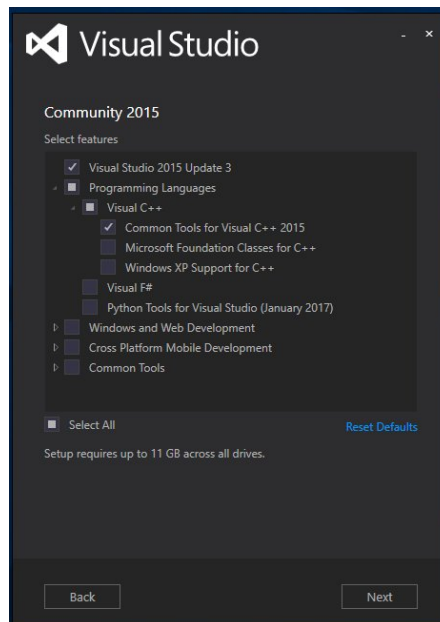 Visual Studio
Community 2015
Select features
Visual Studio 2015 Update 3
Programming Languages
Visual C++
Common Tools for Visual C++ 2015
Microsoft Foundation Classes for C++
Windows XP Support for C++
Visual F#
Python Tools for Visual Studio (January 2017)
Windows and Web Development
Cross Platform Mobile Development
Common Tools
Select All Reset Defaults
Setup requires up to 11 GB across all drives.
Back Next